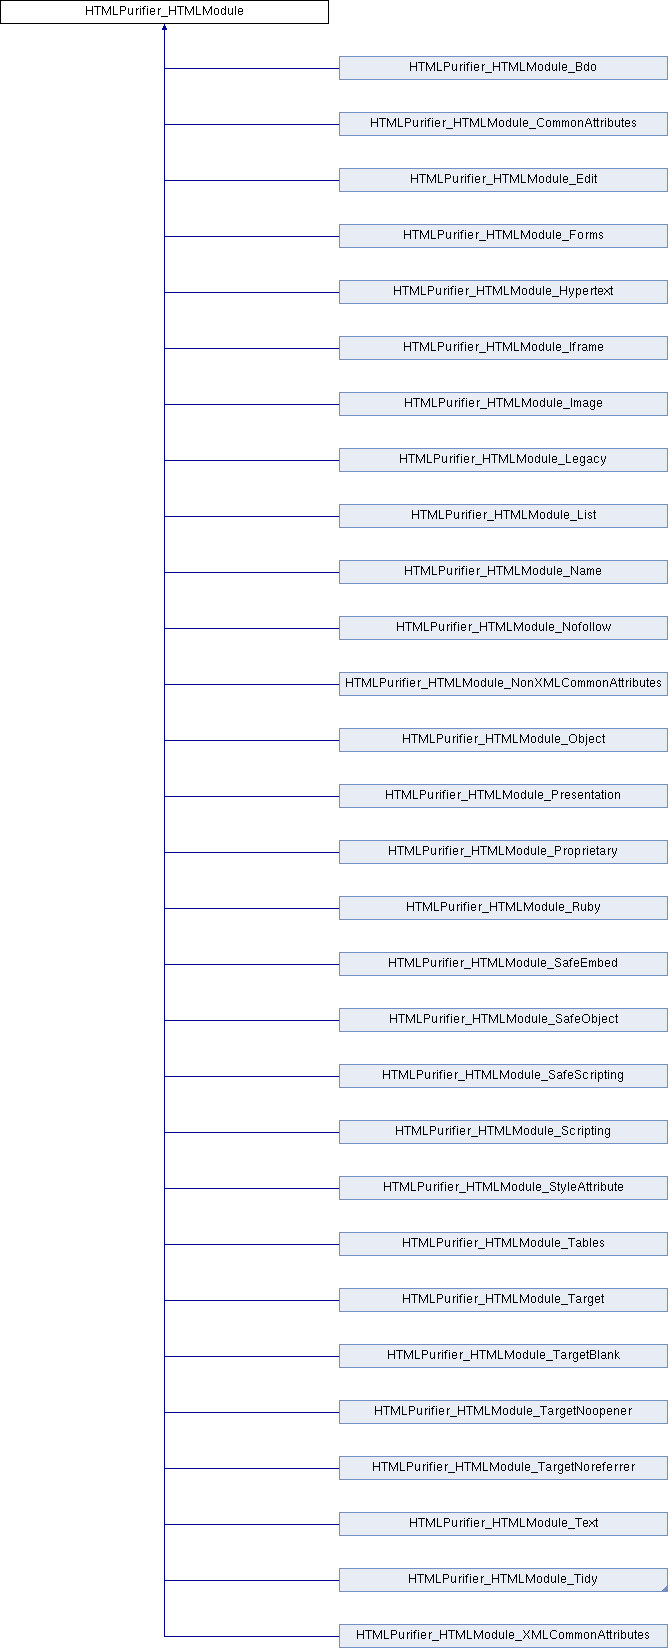 HTMLPurifier_HTMLModule
HTMLPurifier_HTMLModule_Bdo
HTMLPurifier_HTMLModule_CommonAttributes
HTMLPurifier_HTMLModule_Edit
HTMLPurifier_HTMLModule_Forms
HTMLPurifier_HTMLModule_Hypertext
HTMLPurifier_HTMLModule_Iframe
HTMLPurifier_HTMLModule_Image
HTMLPurifier_HTMLModule_Legacy
HTMLPurifier_HTMLModule_List
HTMLPurifier_HTMLModule_Name
HTMLPurifier_HTMLModule_Nofollow
HTMLPurifier_HTMLModule_NonXMLCommonAttributes
HTMLPurifier_HTMLModule_Object
HTMLPurifier_HTMLModule_Presentation
HTMLPurifier_HTMLModule_Proprietary
HTMLPurifier_HTMLModule_Ruby
HTMLPurifier_HTMLModule_SafeEmbed
HTMLPurifier_HTMLModule_SafeObject
HTMLPurifier_HTMLModule_SafeScripting
HTMLPurifier_HTMLModule_Scripting
HTMLPurifier_HTMLModule_StyleAttribute
HTMLPurifier_HTMLModule_Tables
HTMLPurifier_HTMLModule_Target
HTMLPurifier_HTMLModule_TargetBlank
HTMLPurifier_HTMLModule_TargetNoopener
HTMLPurifier_HTMLModule_TargetNoreferrer
HTMLPurifier_HTMLModule_Text
HTMLPurifier_HTMLModule_Tidy
HTMLPurifier_HTMLModule_XMLCommonAttributes